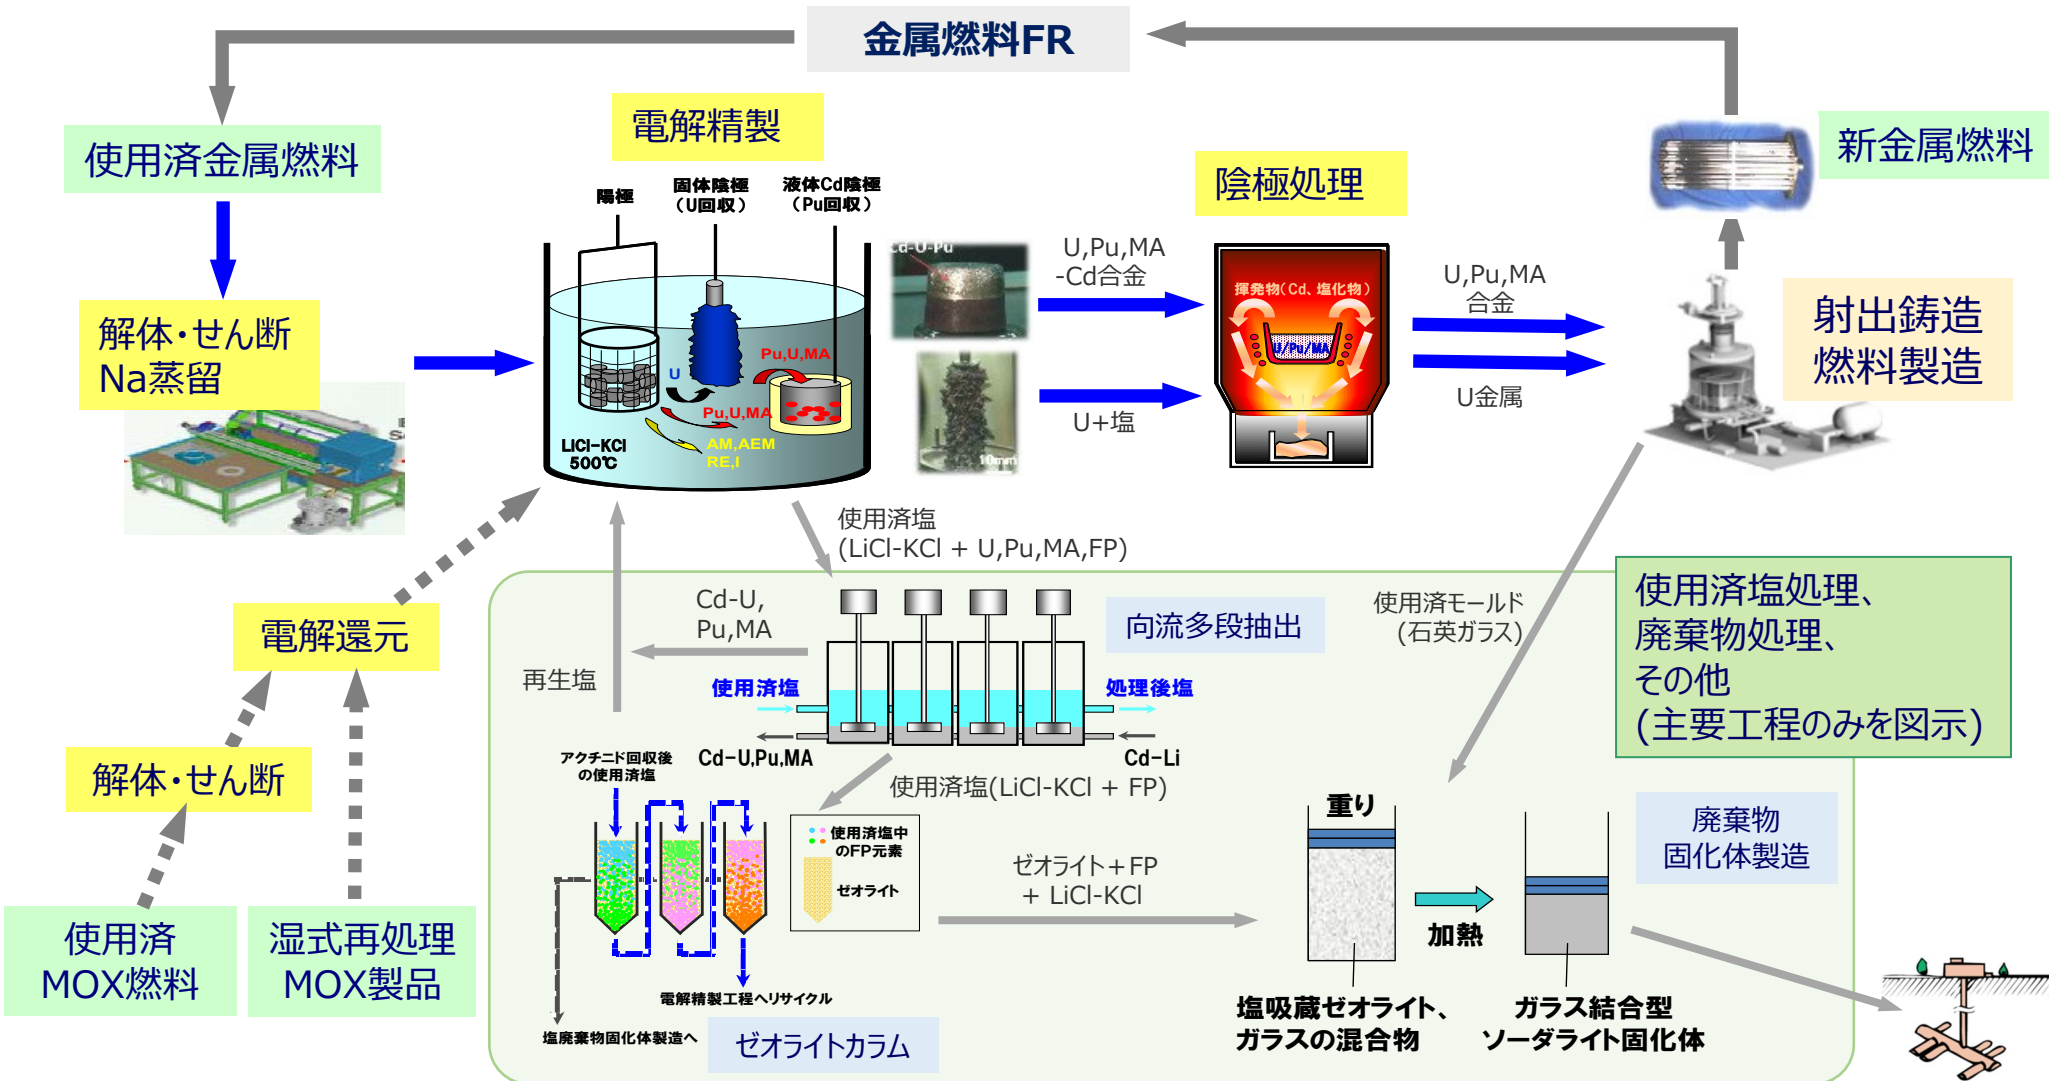 金属燃料FR
使用済金属燃料
電解精製
新金属燃料
陰極処理
陽極
固体陰極
(U回収)
液体Cd陰極
(Pu回収)
Cd-U-Pu
U,Pu,MA
-Cd合金
揮発物(Cd、塩化物)
U/Pu/MA
U,Pu,MA
合金
射出鋳造
燃料製造
解体・せん断
Na蒸留
Pu,U,MA
U
Pu,U,MA
LiCl-KCl
500℃
AM,AEM
RE,I
10mm
U+塩
U金属
使用済塩
(LiCl-KCl + U,Pu,MA,FP)
電解還元
Cd-U,
Pu,MA
再生塩
向流多段抽出
使用済塩
処理後塩
Cd-U,Pu,MA
Cd-Li
使用済モールド
(石英ガラス)
使用済塩処理、
廃棄物処理、
その他
(主要工程のみを図示)
解体・せん断
アクチニド回収後
の使用済塩
使用済塩(LiCl-KCl + FP)
使用済塩中
のFP元素
ゼオライト
ゼオライト+FP
+ LiCl-KCl
重り
加熱
廃棄物
固化体製造
使用済
MOX燃料
湿式再処理
MOX製品
電解精製工程へリサイクル
塩廃棄物固化体製造へ
ゼオライトカラム
塩吸蔵ゼオライト、
ガラスの混合物
ガラス結合型
ソーダライト固化体